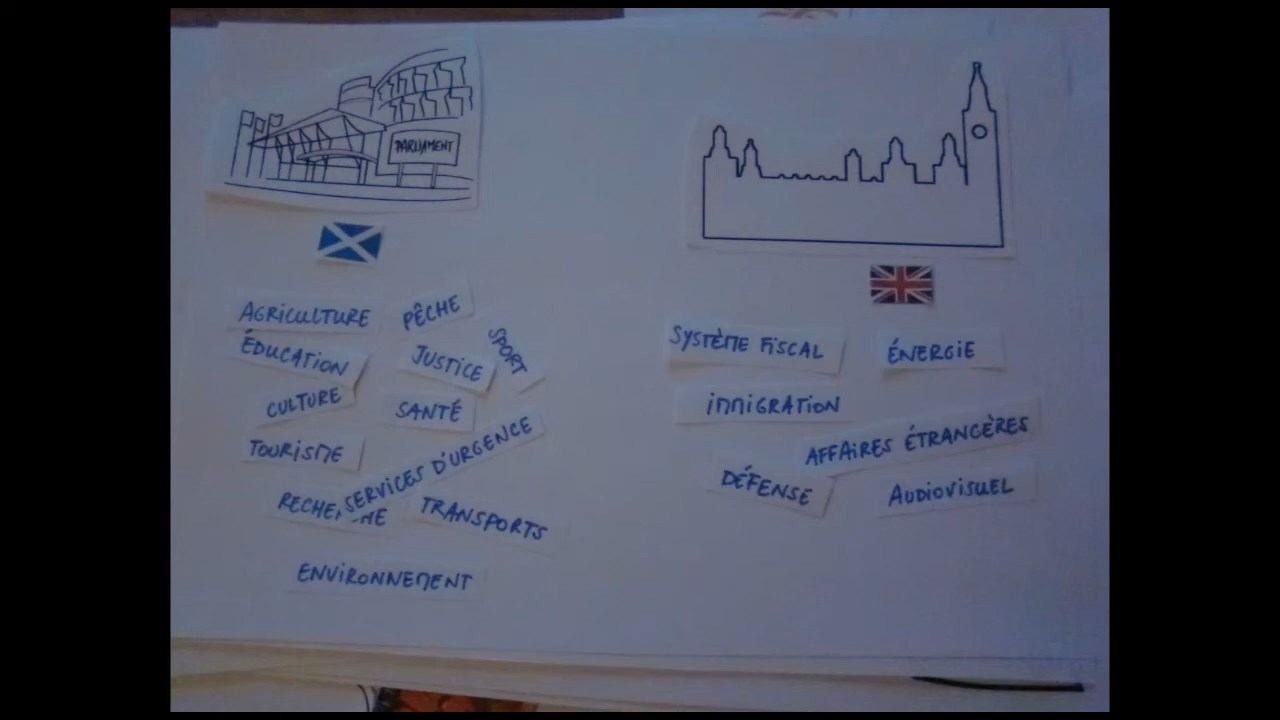 PARLIAMENT
AGRICULTURE
PÊCHE
SPORT
ÉDUCATION
JUSTICE
CULTURE
SANTÉ
TOURISME
SERVICES D'URGENCE
TRANSPORTS
ENVIRONNEMENT
SYSTÈME FISCAL
ÉNERGIE
IMMIGRATION
AFFAIRES ÉTRANGÈRES
DÉFENSE
AUDIOVISUEL